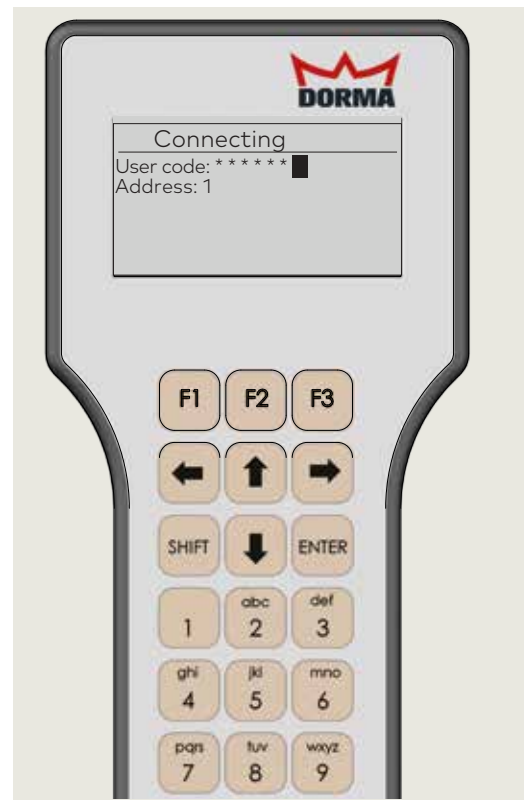 DORMA
Connecting
User code: * * * * * *
Address: 1
F1 F2 F3
SHIFT ENTER
abc def
1 2 3
ghi jkl mno
4 5 6
pqrs tuv wxyz
7 8 9